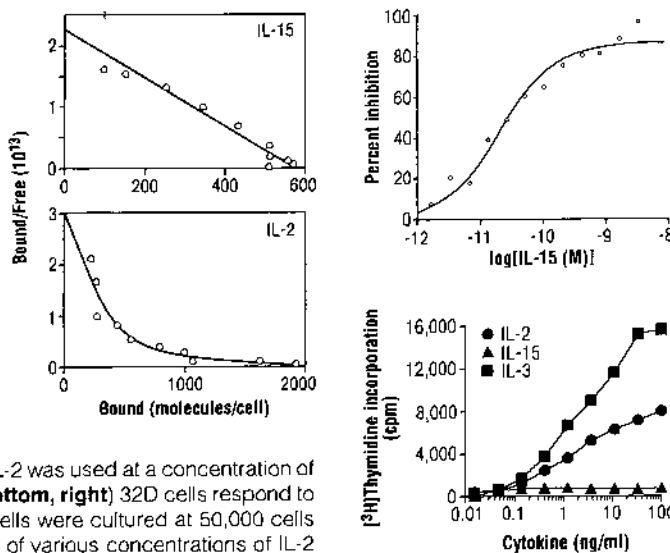 IL-15
2
1
0
0
200
400
600
Bound/Free (10¹³)
IL-2
3
2
1
0
0
1000
2000
Bound (molecules/cell)
Percent inhibition
100
80
60
40
20
0
-12
-11
-10
-9
-8
log[IL-15 (M)]
[³H]Thymidine incorporation
(cpm)
16,000
12,000
8,000
4,000
0
IL-2
IL-15
IL-3
0.01
0.1
1
10
100
Cytokine (ng/ml)
IL-2 was used at a concentration of
ottom, right) 32D cells respond to
ells were cultured at 50,000 cells
of various concentrations of IL-2